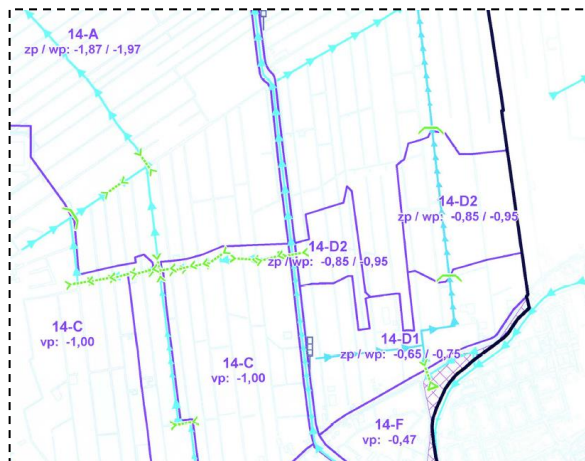 14-A
zp / wp: -1,87 / -1,97
14-D2
zp / wp: -0,85 / -0,95
14-D2
zp / wp: -0,85 / -0,95
14-C
vp: -1,00
14-C
vp: -1,00
14-D1
zp / wp: -0,65 / -0,75
14-F
vp: -0,47